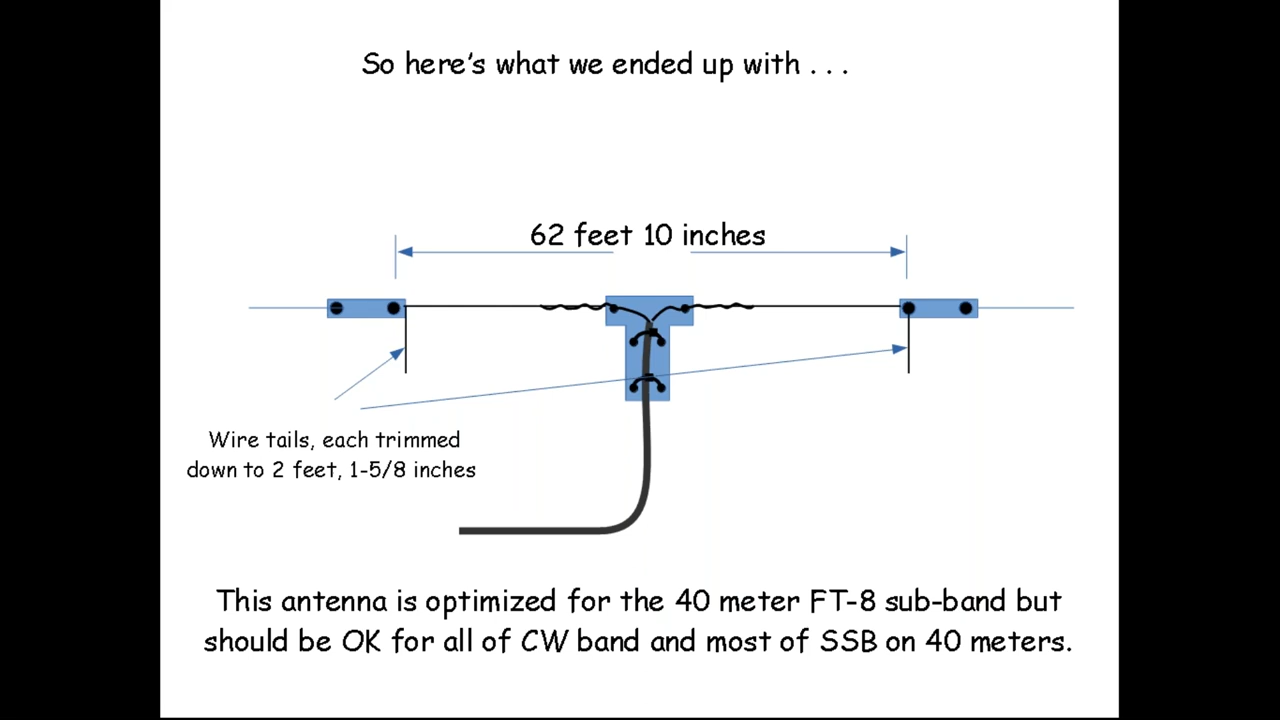 So here's what we ended up with . . .
62 feet 10 inches
Wire tails, each trimmed
down to 2 feet, 1-5/8 inches
This antenna is optimized for the 40 meter FT-8 sub-band but
should be OK for all of CW band and most of SSB on 40 meters.